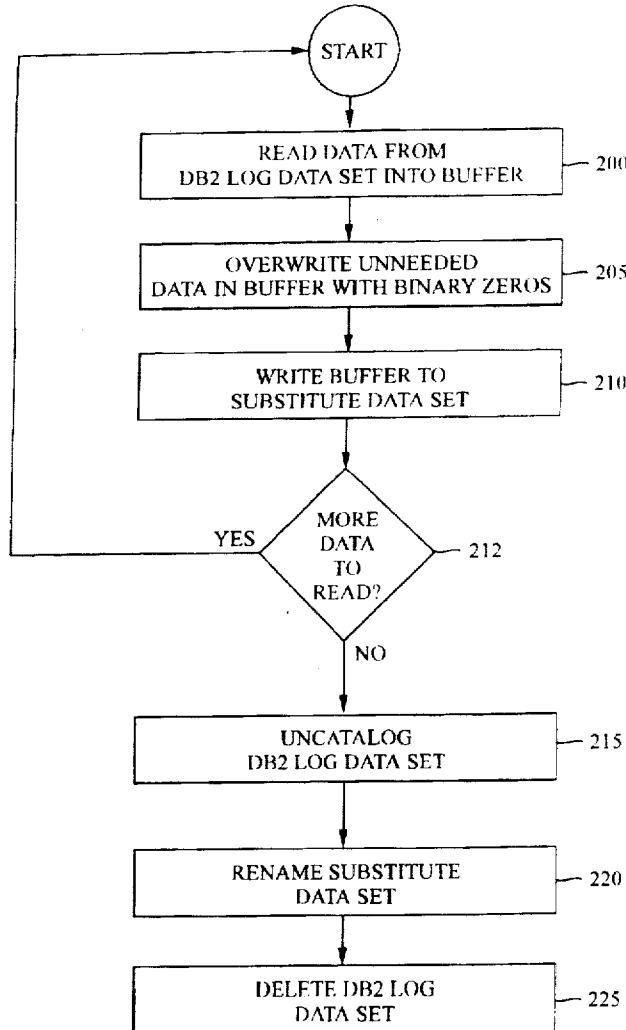 START
READ DATA FROM
DB2 LOG DATA SET INTO BUFFER
200
OVERWRITE UNNEEDED
DATA IN BUFFER WITH BINARY ZEROS
205
WRITE BUFFER TO
SUBSTITUTE DATA SET
210
YES
MORE
DATA
TO
READ?
212
NO
UNCATALOG
DB2 LOG DATA SET
215
RENAME SUBSTITUTE
DATA SET
220
DELETE DB2 LOG
DATA SET
225